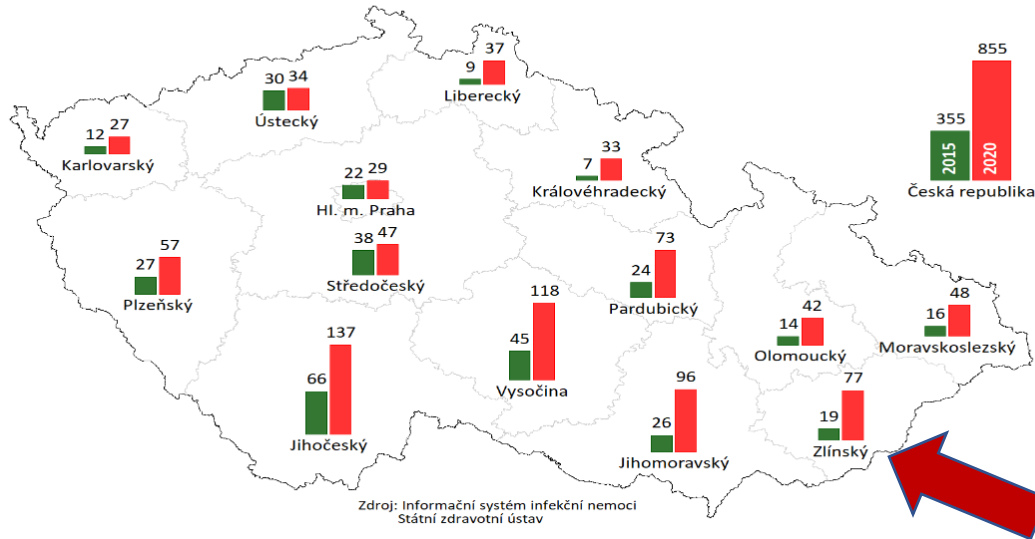 855
37
9
Liberecký
30 34
Ústecký
355
2015
2020
Česká republika
12 27
Karlovarský
7 33
Královéhradecký
22 29
Hl. m. Praha
38 47
Středočeský
27 57
Plzeňský
24 73
Pardubický
45 118
Vysočina
14 42
Olomoucký
16 48
Moravskoslezský
66 137
Jihočeský
26 96
Jihomoravský
19 77
Zlínský
Zdroj: Informační systém infekční nemoci
Státní zdravotní ústav